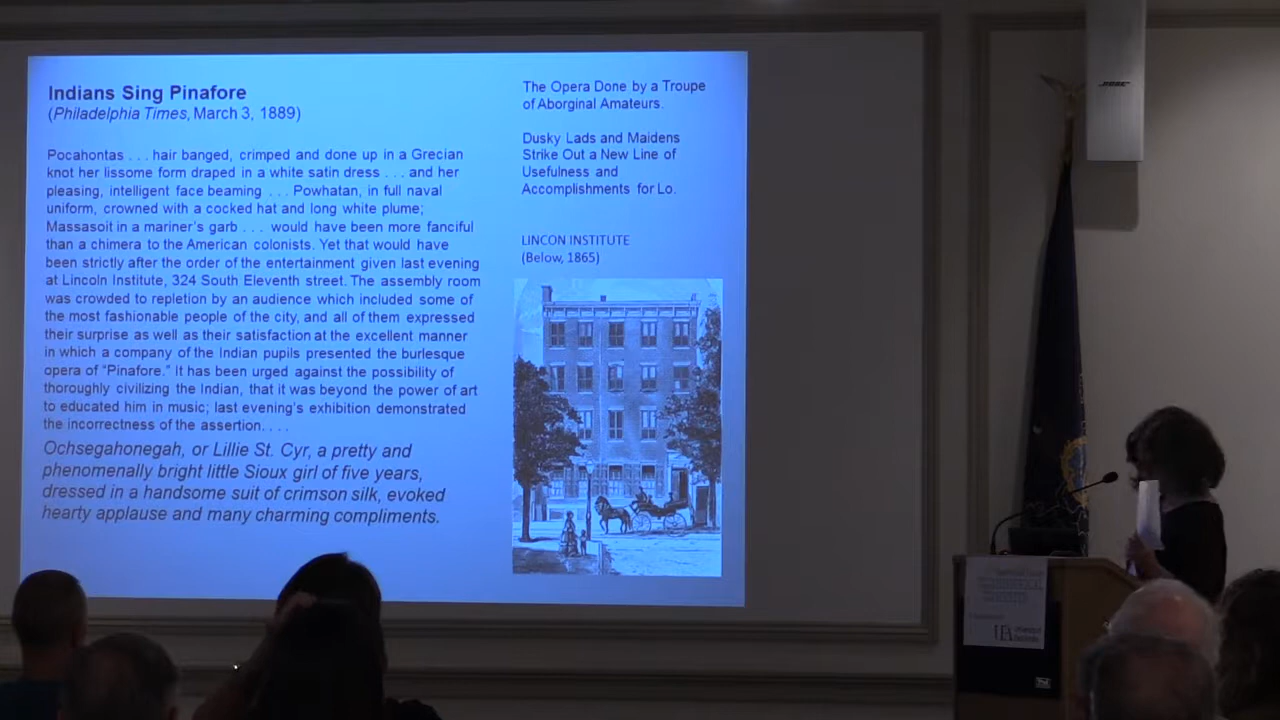 Indians Sing Pinafore
(Philadelphia Times, March 3, 1889)
Pocahontas . . . hair banged, crimped and done up in a Grecian
knot her lissome form draped in a white satin dress . . . and her
pleasing, intelligent face beaming . . . Powhatan, in full naval
uniform, crowned with a cocked hat and long white plume;
Massasoit in a mariner's garb . . . would have been more fanciful
than a chimera to the American colonists. Yet that would have
been strictly after the order of the entertainment given last evening
at Lincoln Institute, 324 South Eleventh street. The assembly room
was crowded to repletion by an audience which included some of
the most fashionable people of the city, and all of them expressed
their surprise as well as their satisfaction at the excellent manner
in which a company of the Indian pupils presented the burlesque
opera of "Pinafore." It has been urged against the possibility of
thoroughly civilizing the Indian, that it was beyond the power of art
to educated him in music; last evening's exhibition demonstrated
the incorrectness of the assertion. . . .
Ochsegahonegah, or Lillie St. Cyr, a pretty and
phenomenally bright little Sioux girl of five years,
dressed in a handsome suit of crimson silk, evoked
hearty applause and many charming compliments.
The Opera Done by a Troupe
of Aboriginal Amateurs.
Dusky Lads and Maidens
Strike Out a New Line of
Usefulness and
Accomplishments for Lo.
LINCON INSTITUTE
(Below, 1865)
BOSE